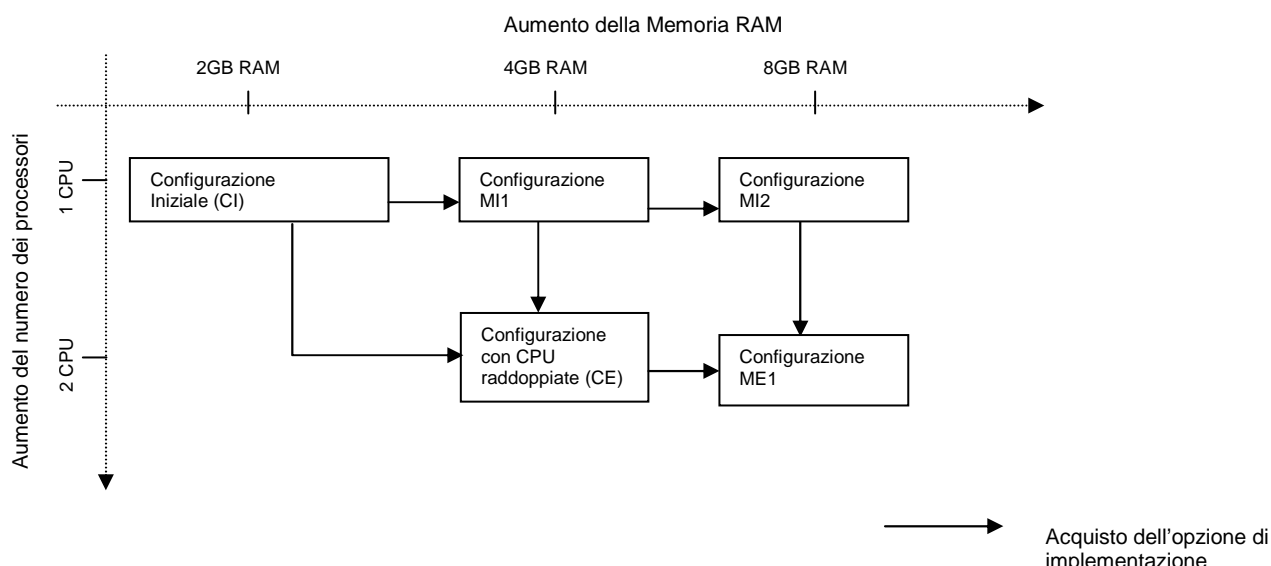 Aumento della Memoria RAM
2GB RAM
4GB RAM
8GB RAM
Aumento del numero dei processori
1 CPU
Configurazione
Iniziale (CI)
Configurazione
MI1
Configurazione
MI2
2 CPU
Configurazione
con CPU
raddoppiate (CE)
Configurazione
ME1
Acquisto dell'opzione di
implementazione